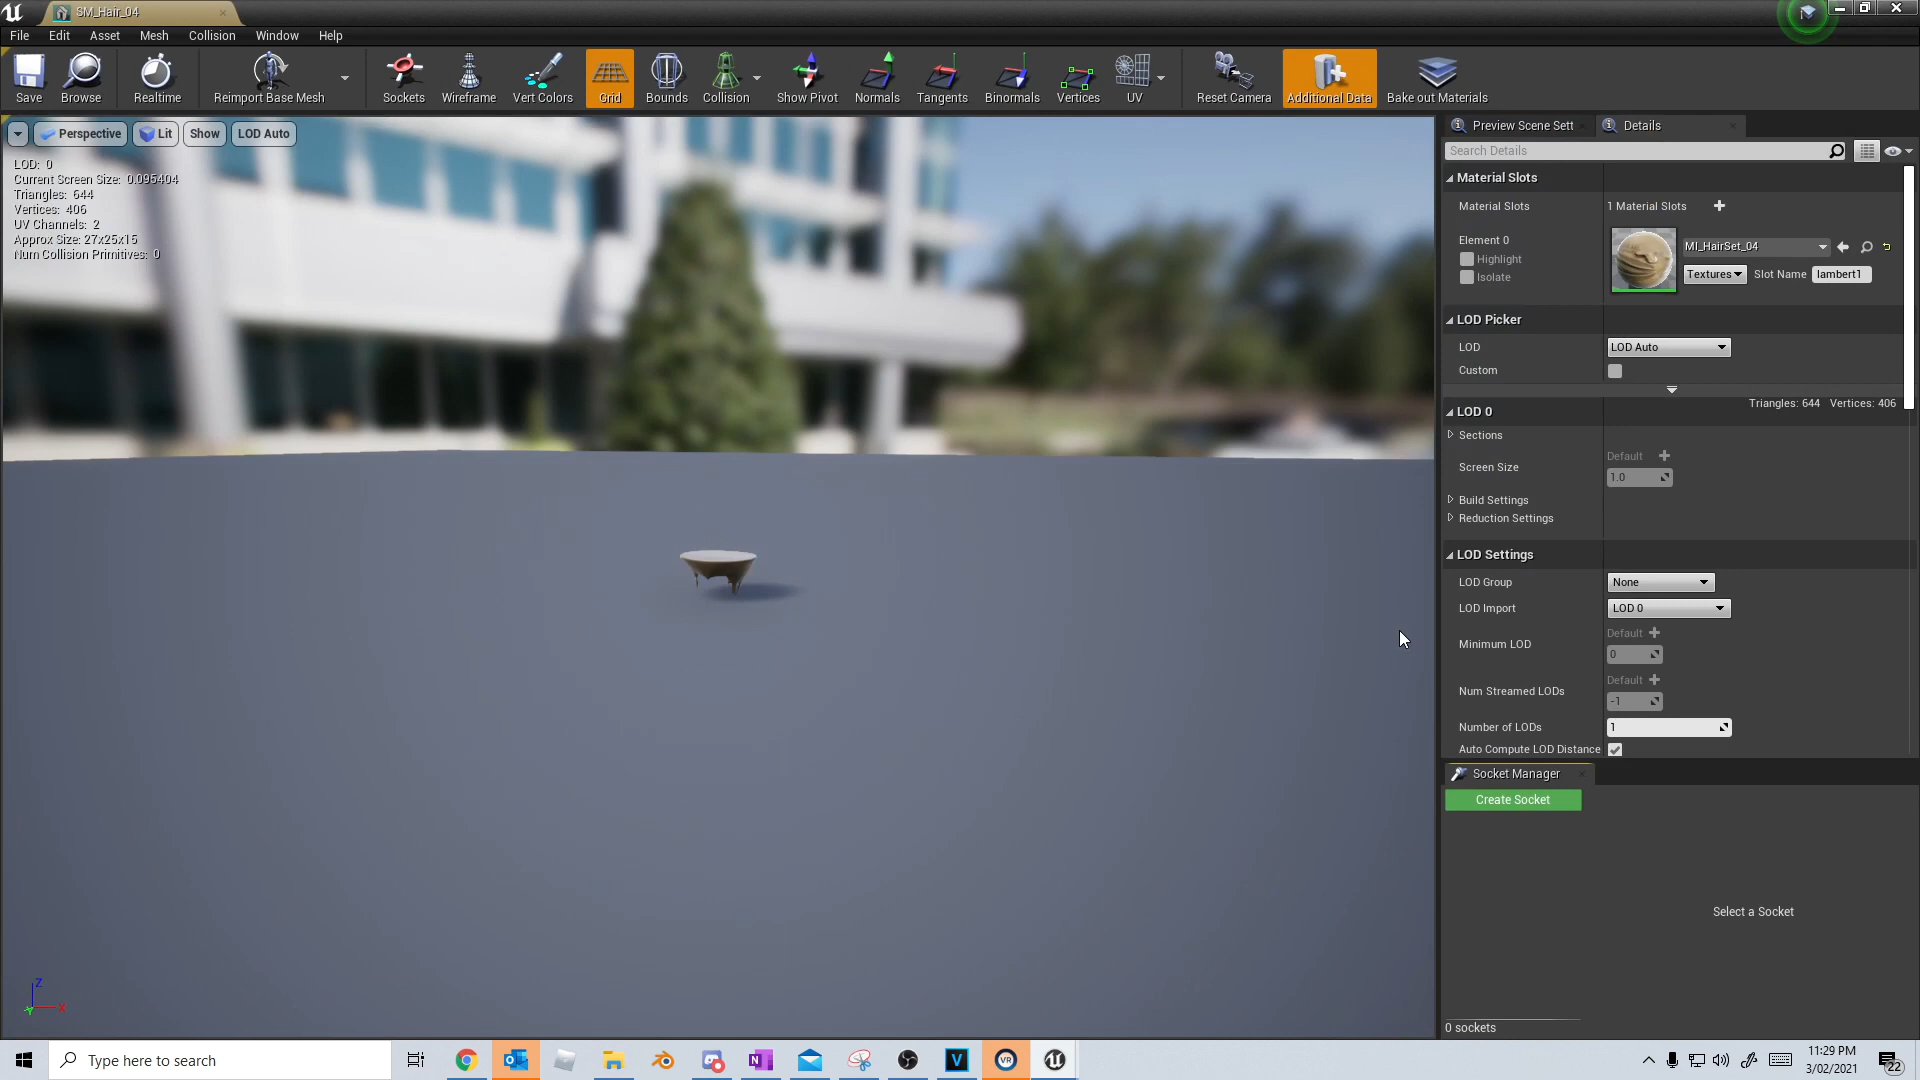 SM_Hair_04
File Edit Asset Mesh Collision Window Help
Save Browse Realtime Reimport Base Mesh Sockets Wireframe Vert Colors Grid Bounds Collision Show Pivot Normals Tangents Binormals Vertices UV Reset Camera Additional Data Bake out Materials
Perspective Lit Show LOD Auto
LOD: 0
Current Screen Size: 0.095404
Triangles: 644
Vertices: 406
UV Channels: 2
Approx Size: 27x25x15
Num Collision Primitives: 0
Z
X
Y
Preview Scene Sett Details
Search Details
Material Slots
Material Slots 1 Material Slots
Element 0
Highlight
Isolate
MI_HairSet_04
Textures Slot Name lambert1
LOD Picker
LOD LOD Auto
Custom
LOD 0 Triangles: 644 Vertices: 406
Sections
Screen Size Default
1.0
Build Settings
Reduction Settings
LOD Settings
LOD Group None
LOD Import LOD 0
Minimum LOD Default
0
Num Streamed LODs Default
-1
Number of LODs 1
Auto Compute LOD Distance
Socket Manager
Create Socket
Select a Socket
0 sockets
Type here to search
V
VR
11:29 PM
3/02/2021
22